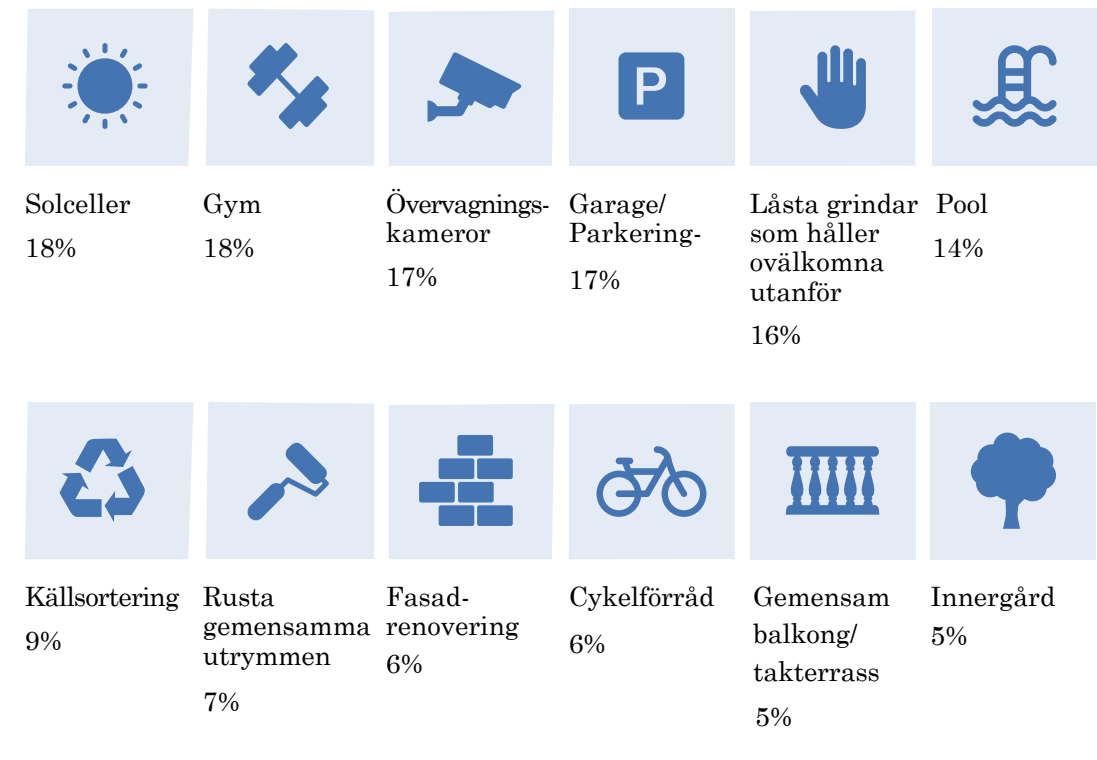 P
Solceller
18%
Gym
18%
Övervagnings-
kameror
17%
Garage/
Parkering-
17%
Låsta grindar
som håller
ovälkomna
utanför
16%
Pool
14%
Källsortering
9%
Rusta
gemensamma
utrymmen
7%
Fasad-
renovering
6%
Cykelförråd
6%
Gemensam
balkong/
takterrass
5%
Innergård
5%